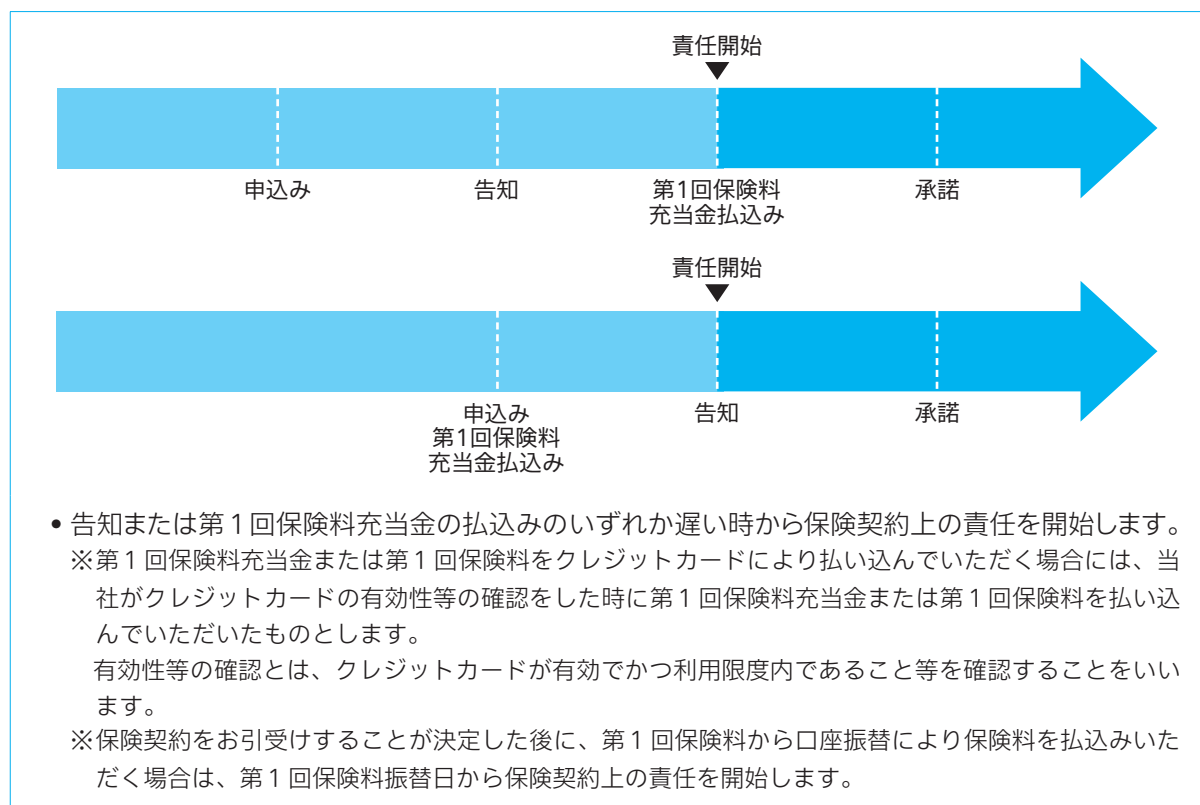 責任開始
申込み
告知
第1回保険料
充当金払込み
承諾
責任開始
申込み
第1回保険料
充当金払込み
告知
承諾
• 告知または第1回保険料充当金の払込みのいずれか遅い時から保険契約上の責任を開始します。
※第1回保険料充当金または第1回保険料をクレジットカードにより払い込んでいただく場合には、当
社がクレジットカードの有効性等の確認をした時に第1回保険料充当金または第1回保険料を払い込
んでいただいたものとします。
有効性等の確認とは、クレジットカードが有効でかつ利用限度内であること等を確認することをいい
ます。
※保険契約をお引受けすることが決定した後に、第1回保険料から口座振替により保険料を払込みいた
だく場合は、第1回保険料振替日から保険契約上の責任を開始します。